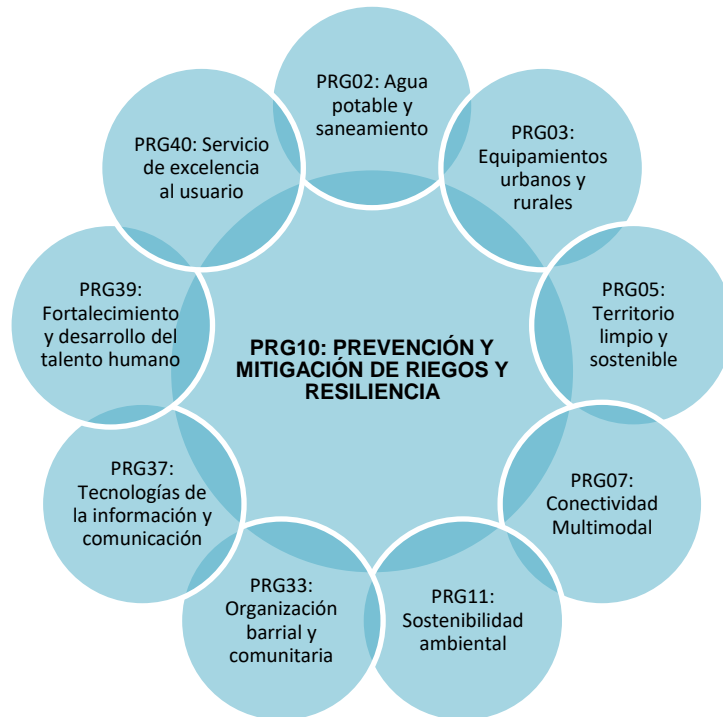 PRG02: Agua
potable y
saneamiento
PRG03:
Equipamientos
urbanos y
rurales
PRG05:
Territorio
limpio y
sostenible
PRG07:
Conectividad
Multimodal
PRG11:
Sostenibilidad
ambiental
PRG33:
Organización
barrial y
comunitaria
PRG37:
Tecnologías de
la información y
comunicación
PRG39:
Fortalecimiento
y desarrollo del
talento humano
PRG40: Servicio
de excelencia
al usuario
PRG10: PREVENCIÓN Y
MITIGACIÓN DE RIEGOS Y
RESILIENCIA